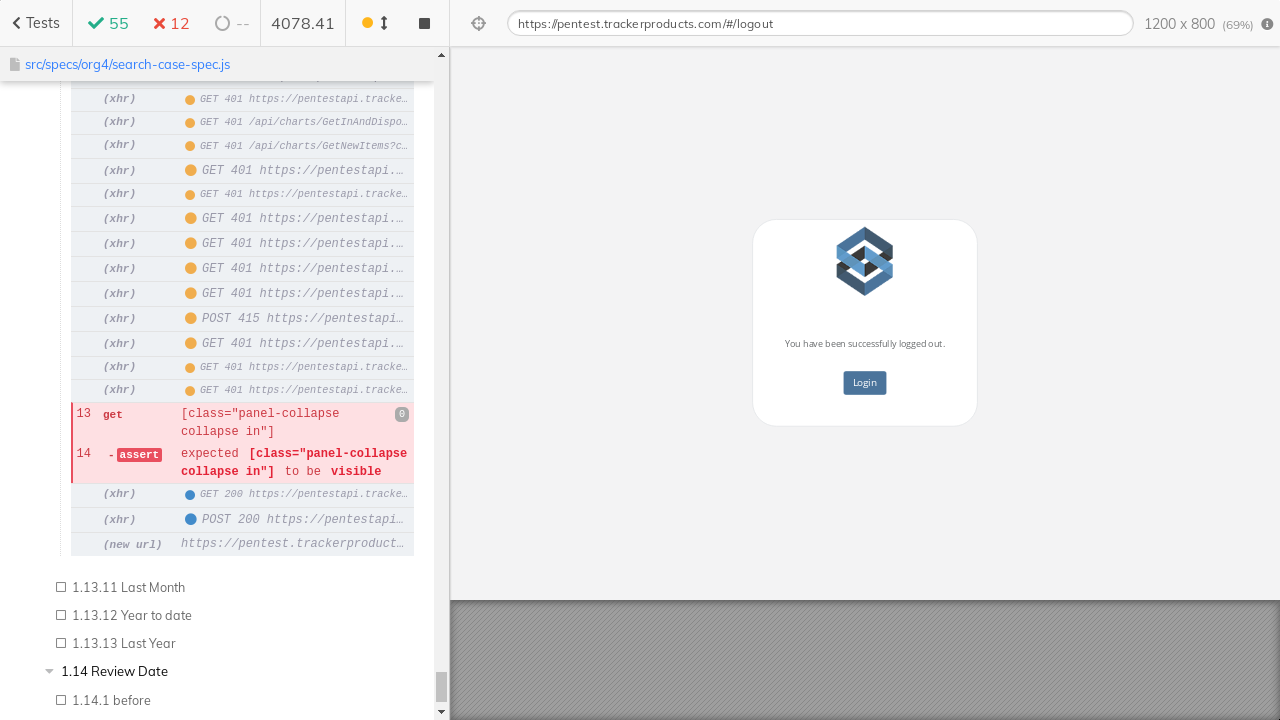 Tests
55
12
--
4078.41
https://pentest.trackerproducts.com/#/logout
1200 x 800 (69%)
src/specs/org4/search-case-spec.js
(xhr) GET 401 https://pentestapi.tracke…
(xhr) GET 401 /api/charts/GetInAndDispo…
(xhr) GET 401 /api/charts/GetNewItems?c…
(xhr) GET 401 https://pentestapi.…
(xhr) GET 401 https://pentestapi.tracke…
(xhr) GET 401 https://pentestapi.…
(xhr) GET 401 https://pentestapi.…
(xhr) GET 401 https://pentestapi.…
(xhr) GET 401 https://pentestapi.…
(xhr) POST 415 https://pentestapi…
(xhr) GET 401 https://pentestapi.…
(xhr) GET 401 https://pentestapi.tracke…
(xhr) GET 401 https://pentestapi.tracke…
13 get [class="panel-collapse 0
collapse in"]
14 - assert expected [class="panel-collapse
collapse in"] to be visible
(xhr) GET 200 https://pentestapi.tracke…
(xhr) POST 200 https://pentestapi…
(new url) https://pentest.trackerproduct…
1.13.11 Last Month
1.13.12 Year to date
1.13.13 Last Year
1.14 Review Date
1.14.1 before
You have been successfully logged out.
Login